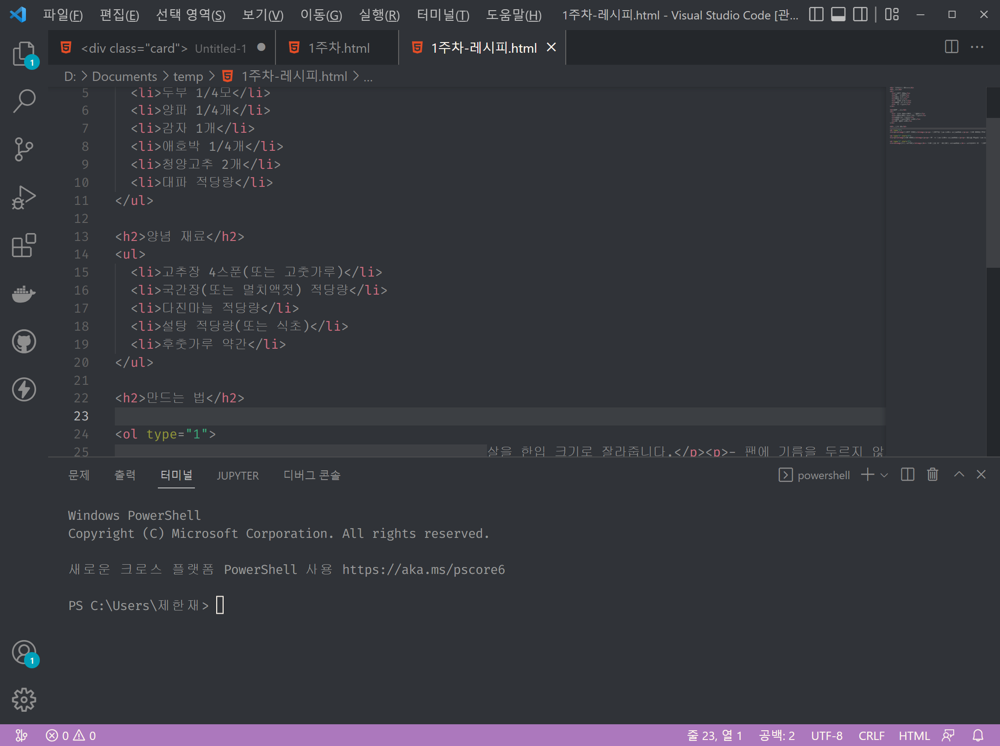 파일(F) 편집(E) 선택 영역(S) 보기(V) 이동(G) 실행(R) 터미널(T) 도움말(H) 1주차-레시피.html - Visual Studio Code [관...
<div class="card"> Untitled-1 1주차.html 1주차-레시피.html
D: > Documents > temp > 1주차-레시피.html > ...
5 <li>두부 1/4모</li>
6 <li>양파 1/4개</li>
7 <li>감자 1개</li>
8 <li>애호박 1/4개</li>
9 <li>청양고추 2개</li>
10 <li>대파 적당량</li>
11 </ul>
12
13 <h2>양념 재료</h2>
14 <ul>
15 <li>고추장 4스푼(또는 고춧가루)</li>
16 <li>국간장(또는 멸치액젓) 적당량</li>
17 <li>다진마늘 적당량</li>
18 <li>설탕 적당량(또는 식초)</li>
19 <li>후춧가루 약간</li>
20 </ul>
21
22 <h2>만드는 법</h2>
23
24 <ol type="1">
25 살을 한입 크기로 잘라줍니다.</p><p>- 팬에 기름을 두르지 않
문제 출력 터미널 JUPYTER 디버그 콘솔 powershell
Windows PowerShell
Copyright (C) Microsoft Corporation. All rights reserved.
새로운 크로스 플랫폼 PowerShell 사용 https://aka.ms/pscore6
PS C:\Users\제한재>
1
1
0 0 줄 23, 열 1 공백: 2 UTF-8 CRLF HTML